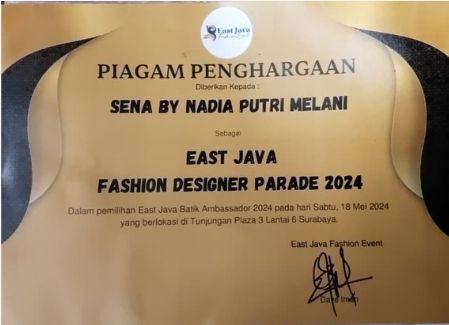 East Java
Fashion Event
PIAGAM PENGHARGAAN
Diberikan Kepada :
SENA BY NADIA PUTRI MELANI
Sebagai
EAST JAVA
FASHION DESIGNER PARADE 2024
Dalam pemilihan East Java Batik Ambassador 2024 pada hari Sabtu, 18 Mei 2024
yang berlokasi di Tunjungan Plaza 3 Lantai 6 Surabaya.
East Java Fashion Event